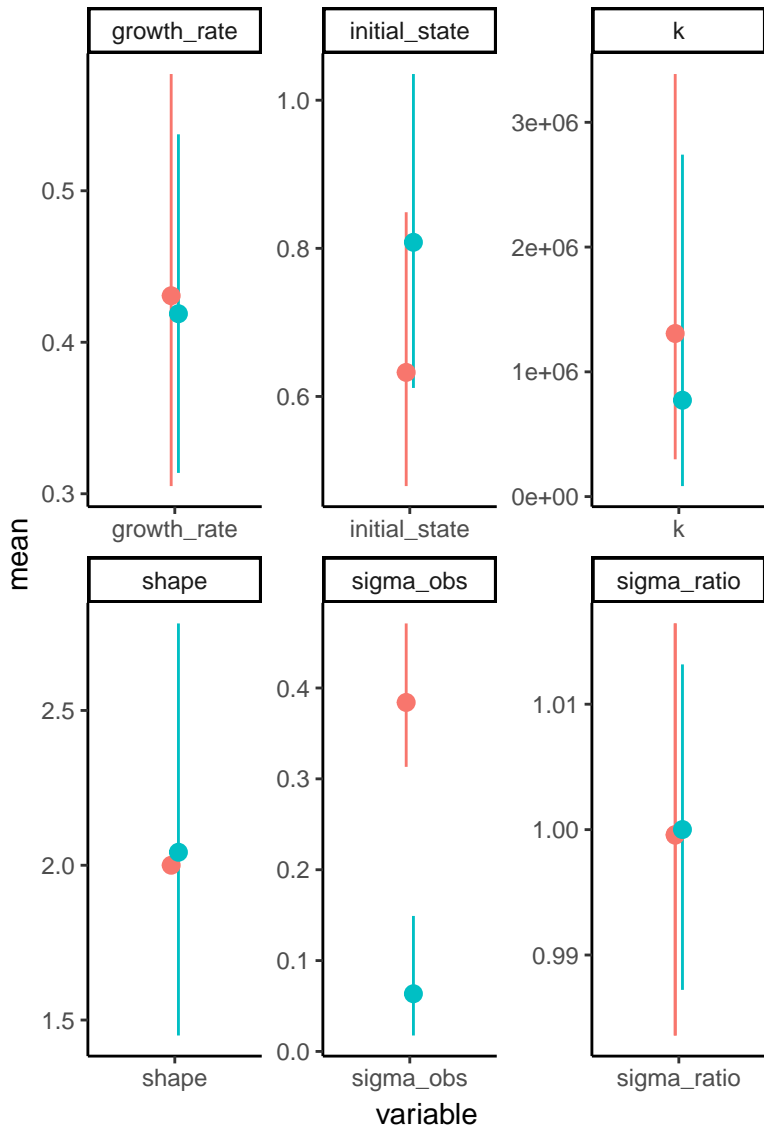 growth_rate
initial_state
k
0.5
0.4
0.3
growth_rate
1.0
0.8
0.6
initial_state
3e+06
2e+06
1e+06
0e+00
k
mean
shape
sigma_obs
sigma_ratio
2.5
2.0
1.5
shape
0.4
0.3
0.2
0.1
0.0
sigma_obs
1.01
1.00
0.99
sigma_ratio
variable